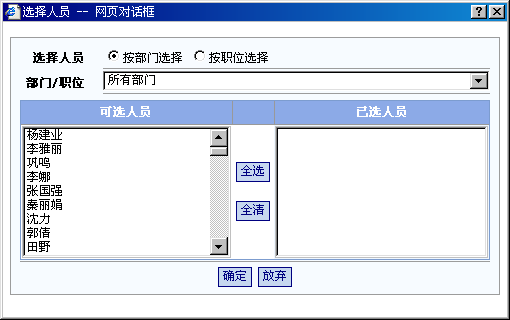 选择人员 -- 网页对话框
选择人员 按部门选择 按职位选择
部门/职位 所有部门
可选人员 已选人员
杨建业
李雅丽
巩鸣
李娜
张国强
秦丽娟
沈力
郭倩
田野
全选
全清
确定 放弃